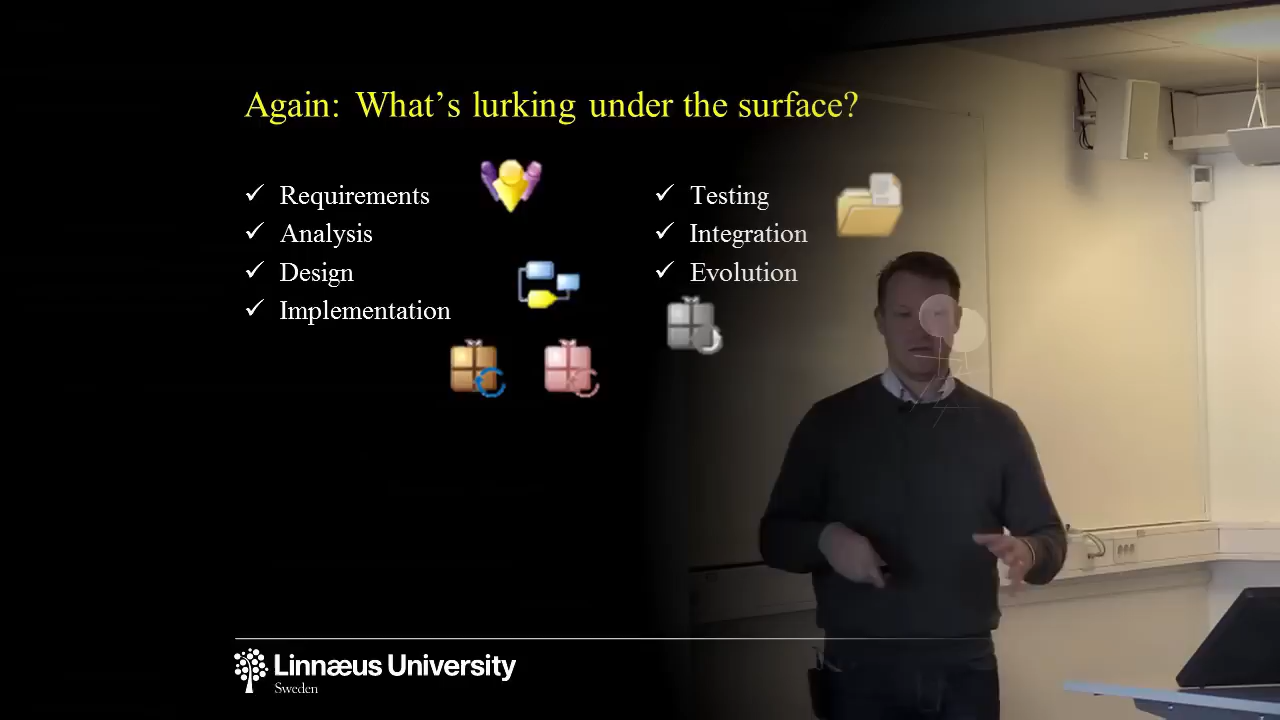 Again: What's lurking under the surface?
✓ Requirements
✓ Analysis
✓ Design
✓ Implementation
✓ Testing
✓ Integration
✓ Evolution
Linnæus University
Sweden